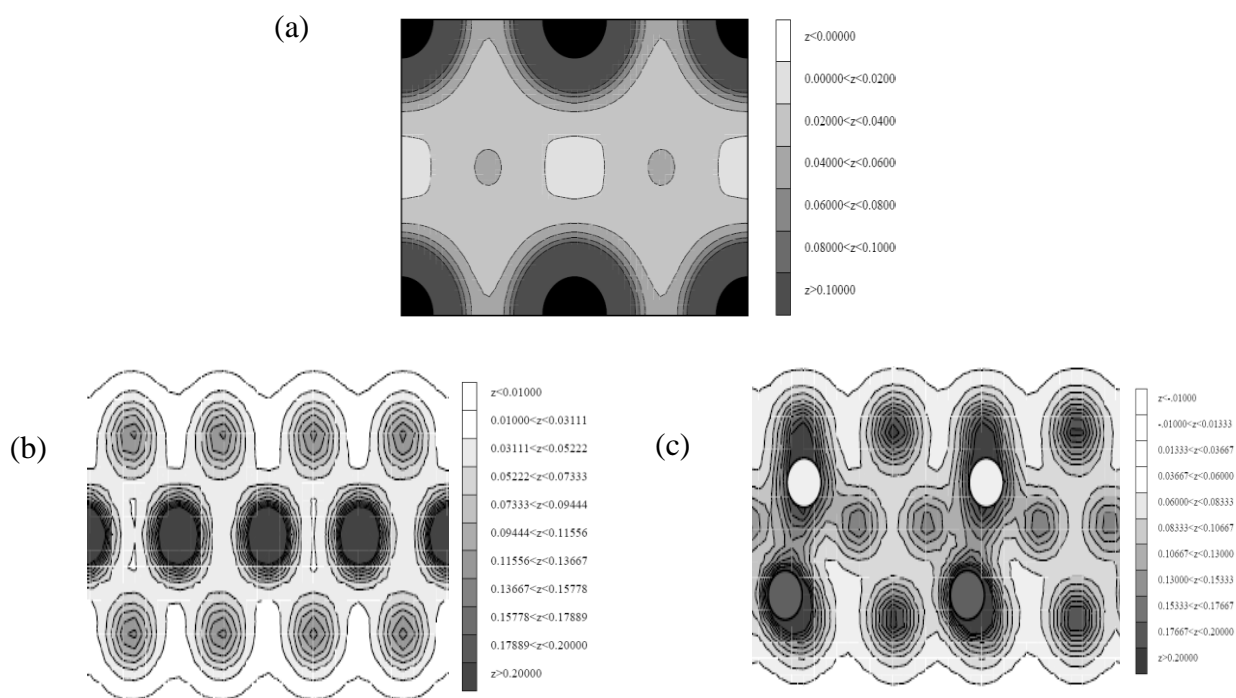 (a)
z<0.00000
0.00000<z<0.0200
0.02000<z<0.0400
0.04000<z<0.0600
0.06000<z<0.0800
0.08000<z<0.1000
z>0.10000
(b)
z<0.01000
0.01000<z<0.03111
0.03111<z<0.05222
0.05222<z<0.07333
0.07333<z<0.09444
0.09444<z<0.11556
0.11556<z<0.13667
0.13667<z<0.15778
0.15778<z<0.17889
0.17889<z<0.20000
z>0.20000
(c)
z<-.01000
-.01000<z<0.01333
0.01333<z<0.03667
0.03667<z<0.06000
0.06000<z<0.08333
0.08333<z<0.10667
0.10667<z<0.13000
0.13000<z<0.15333
0.15333<z<0.17667
0.17667<z<0.20000
z>0.20000